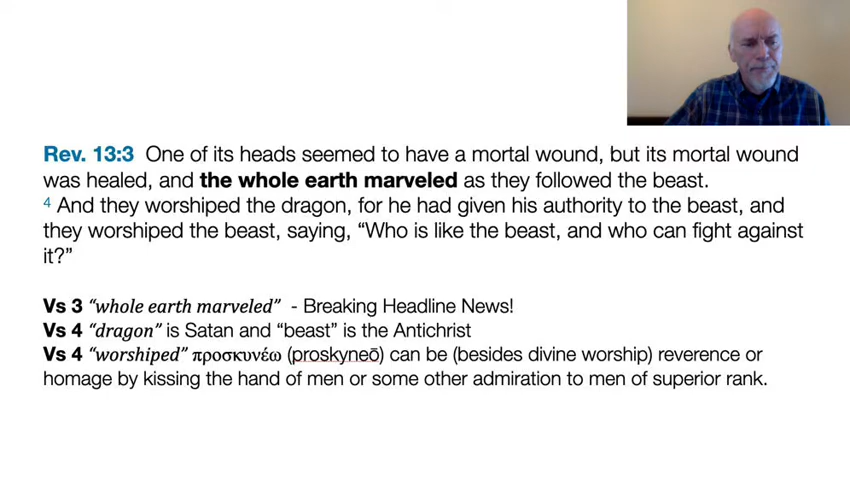 Rev. 13:3 One of its heads seemed to have a mortal wound, but its mortal wound
was healed, and the whole earth marveled as they followed the beast.
4 And they worshiped the dragon, for he had given his authority to the beast, and
they worshiped the beast, saying, “Who is like the beast, and who can fight against
it?”
Vs 3 “whole earth marveled” - Breaking Headline News!
Vs 4 “dragon” is Satan and “beast” is the Antichrist
Vs 4 “worshiped” προσκυνέω (proskyneō) can be (besides divine worship) reverence or
homage by kissing the hand of men or some other admiration to men of superior rank.